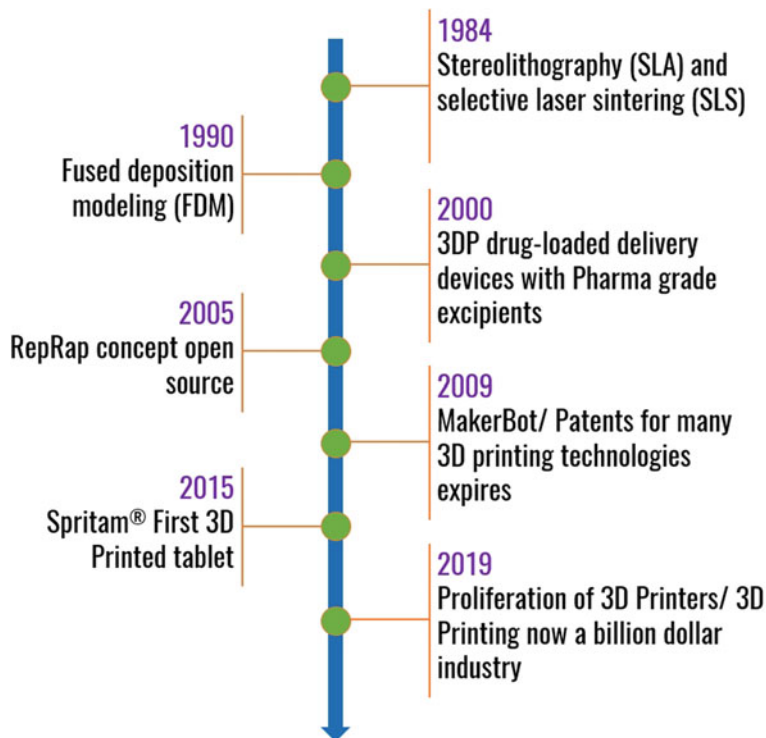 1984
Stereolithography (SLA) and
selective laser sintering (SLS)
1990
Fused deposition
modeling (FDM)
2000
3DP drug-loaded delivery
devices with Pharma grade
excipients
2005
RepRap concept open
source
2009
MakerBot/ Patents for many
3D printing technologies
expires
2015
Spritam® First 3D
Printed tablet
2019
Proliferation of 3D Printers/ 3D
Printing now a billion dollar
industry